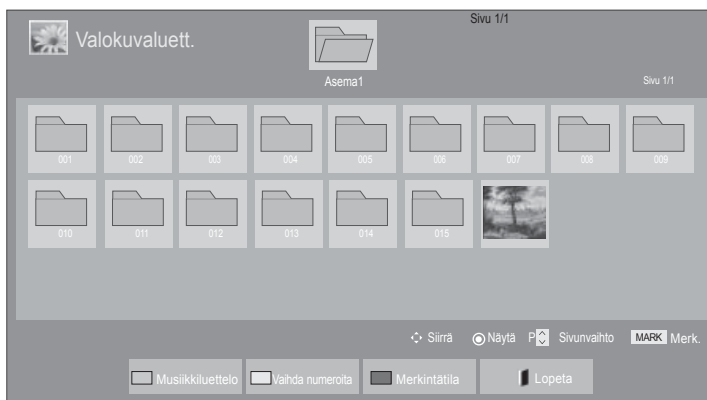 Sivu 1/1
Valokuvaluett.
Asema1
Sivu 1/1
001 002 003 004 005 006 007 008 009
010 011 012 013 014 015
Siirrä Näytä P Sivunvaihto MARK Merk.
Musiikkiluettelo Vaihda numeroita Merkintätila Lopeta